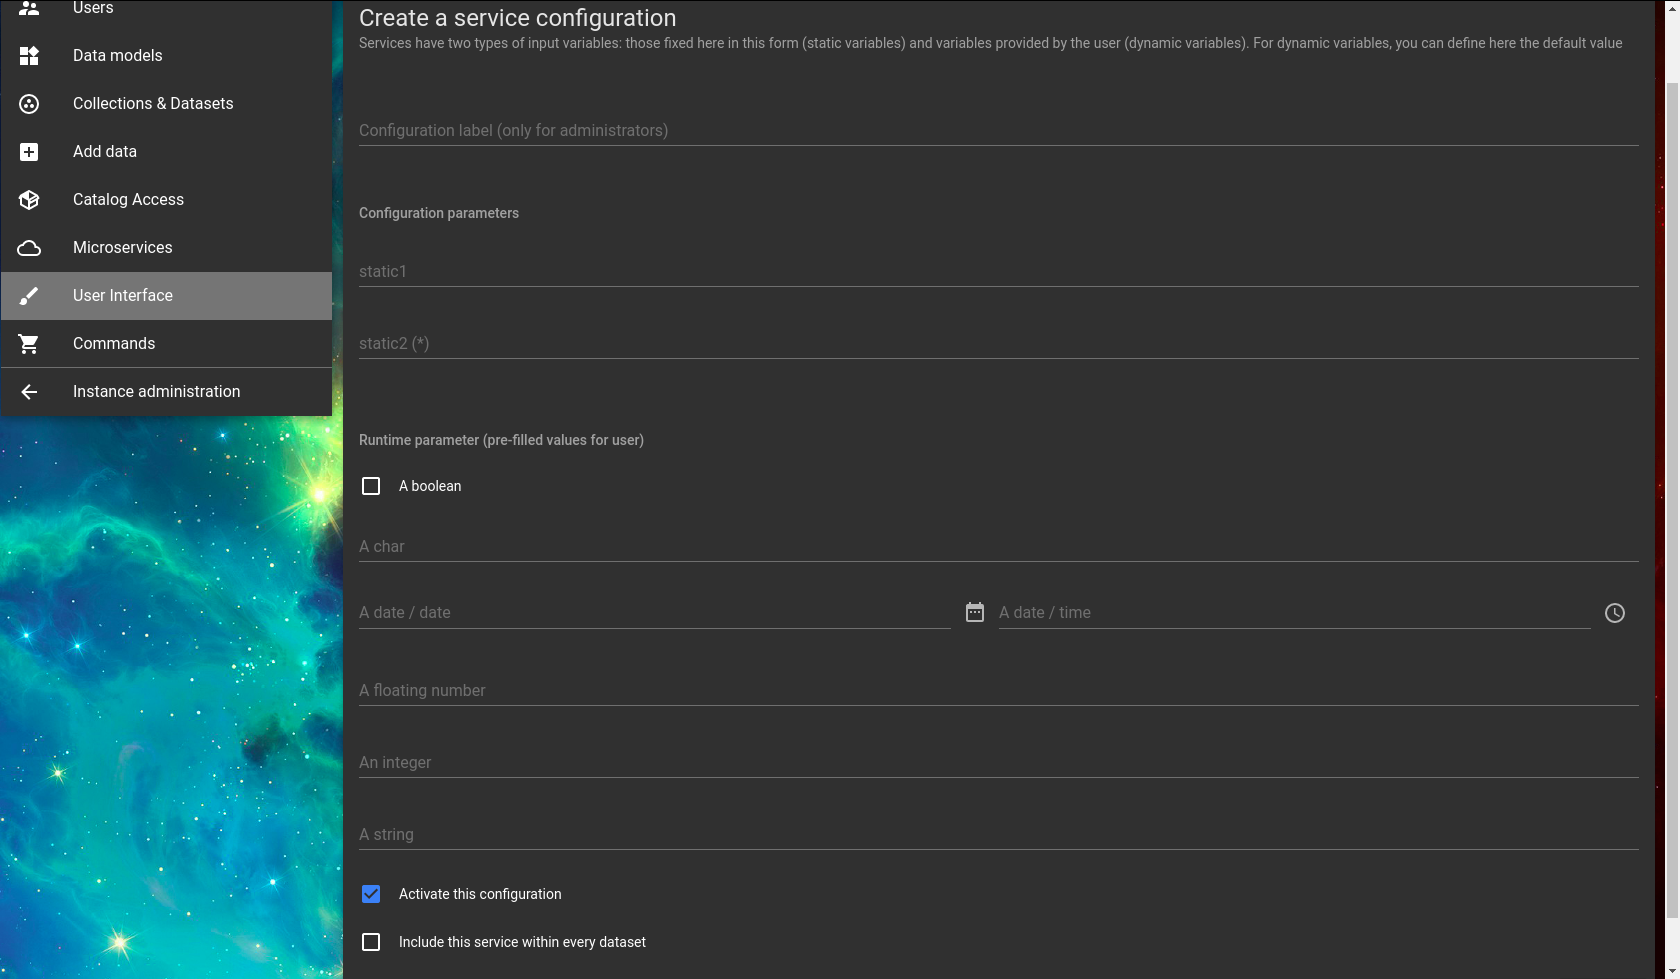 Users
Data models
Collections & Datasets
Add data
Catalog Access
Microservices
User Interface
Commands
Instance administration
Create a service configuration
Services have two types of input variables: those fixed here in this form (static variables) and variables provided by the user (dynamic variables). For dynamic variables, you can define here the default value
Configuration label (only for administrators)
Configuration parameters
static1
static2 (*)
Runtime parameter (pre-filled values for user)
A boolean
A char
A date / date
A date / time
A floating number
An integer
A string
Activate this configuration
Include this service within every dataset